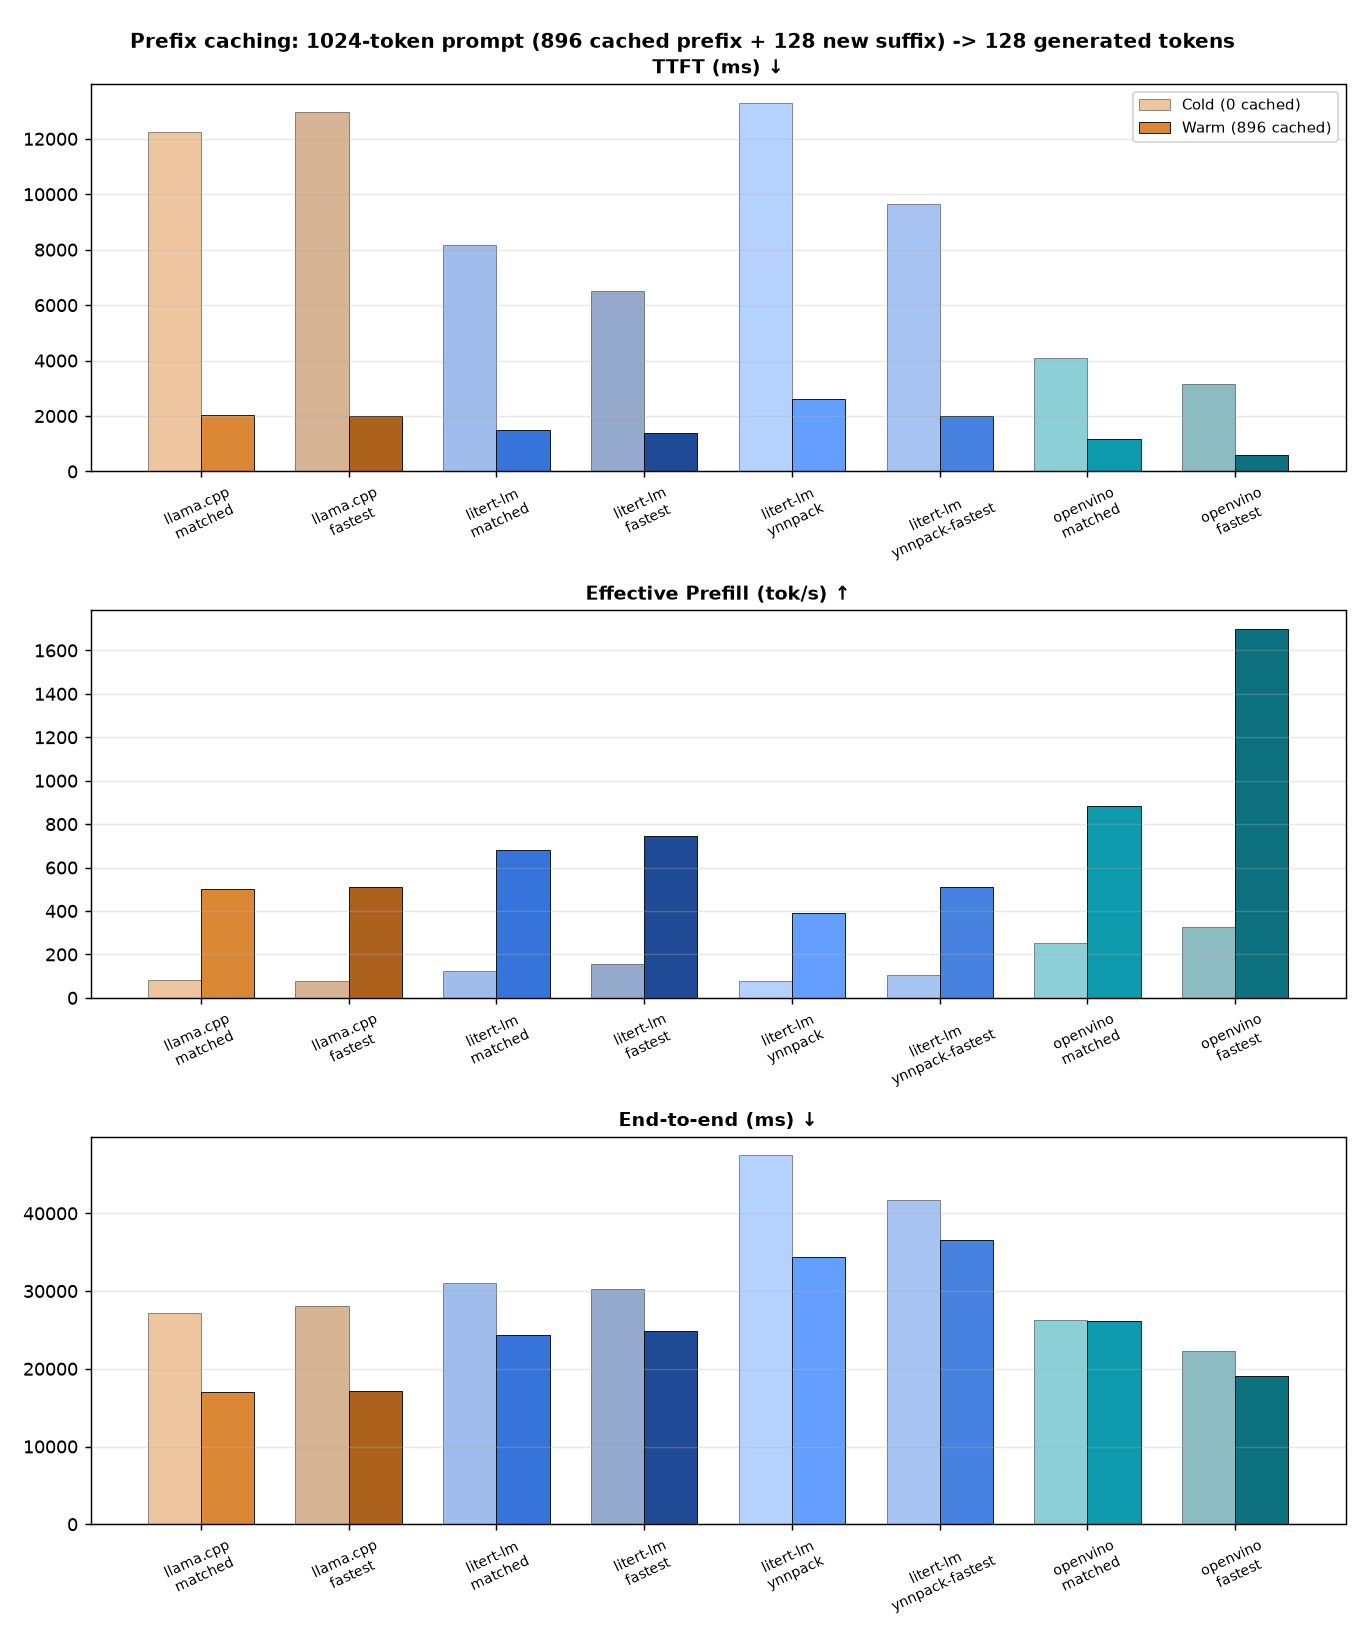 Prefix caching: 1024-token prompt (896 cached prefix + 128 new suffix) -> 128 generated tokens
TTFT (ms) ↓
Cold (0 cached)
Warm (896 cached)
12000
10000
8000
6000
4000
2000
0
llama.cpp
matched
llama.cpp
fastest
litert-lm
matched
litert-lm
fastest
litert-lm
ynnpack
litert-lm
ynnpack-fastest
openvino
matched
openvino
fastest
Effective Prefill (tok/s) ↑
1600
1400
1200
1000
800
600
400
200
0
llama.cpp
matched
llama.cpp
fastest
litert-lm
matched
litert-lm
fastest
litert-lm
ynnpack
litert-lm
ynnpack-fastest
openvino
matched
openvino
fastest
End-to-end (ms) ↓
40000
30000
20000
10000
0
llama.cpp
matched
llama.cpp
fastest
litert-lm
matched
litert-lm
fastest
litert-lm
ynnpack
litert-lm
ynnpack-fastest
openvino
matched
openvino
fastest